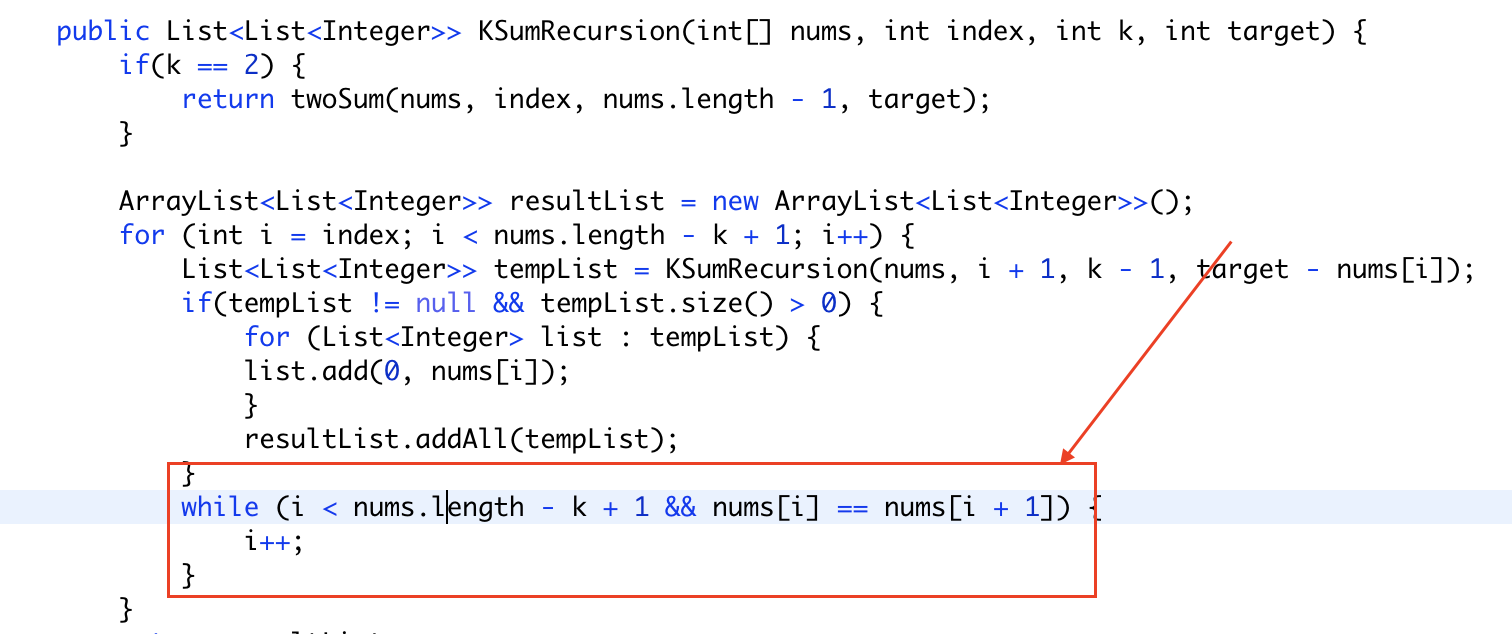 public List<List<Integer>> KSumRecursion(int[] nums, int index, int k, int target) {
if(k == 2) {
return twoSum(nums, index, nums.length - 1, target);
}
ArrayList<List<Integer>> resultList = new ArrayList<List<Integer>>();
for (int i = index; i < nums.length - k + 1; i++) {
List<List<Integer>> tempList = KSumRecursion(nums, i + 1, k - 1, target - nums[i]);
if(tempList != null && tempList.size() > 0) {
for (List<Integer> list : tempList) {
list.add(0, nums[i]);
}
resultList.addAll(tempList);
}
while (i < nums.length - k + 1 && nums[i] == nums[i + 1]) {
i++;
}
}